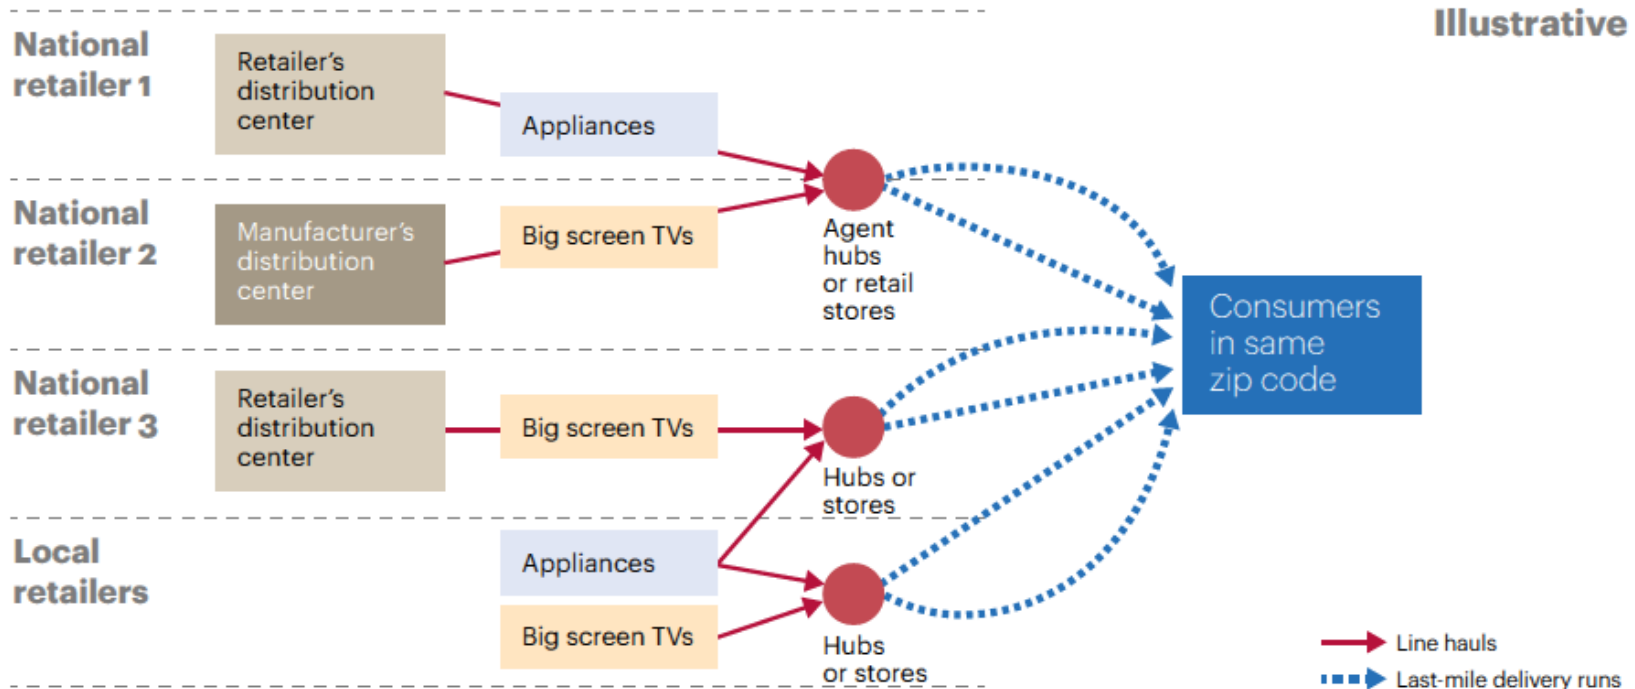 Illustrative
National
retailer 1
Retailer's
distribution
center
Appliances
National
retailer 2
Manufacturer's
distribution
center
Big screen TVs
Agent
hubs
or retail
stores
Consumers
in same
zip code
National
retailer 3
Retailer's
distribution
center
Big screen TVs
Hubs or
stores
Local
retailers
Appliances
Big screen TVs
Hubs
or stores
Line hauls
Last-mile delivery runs